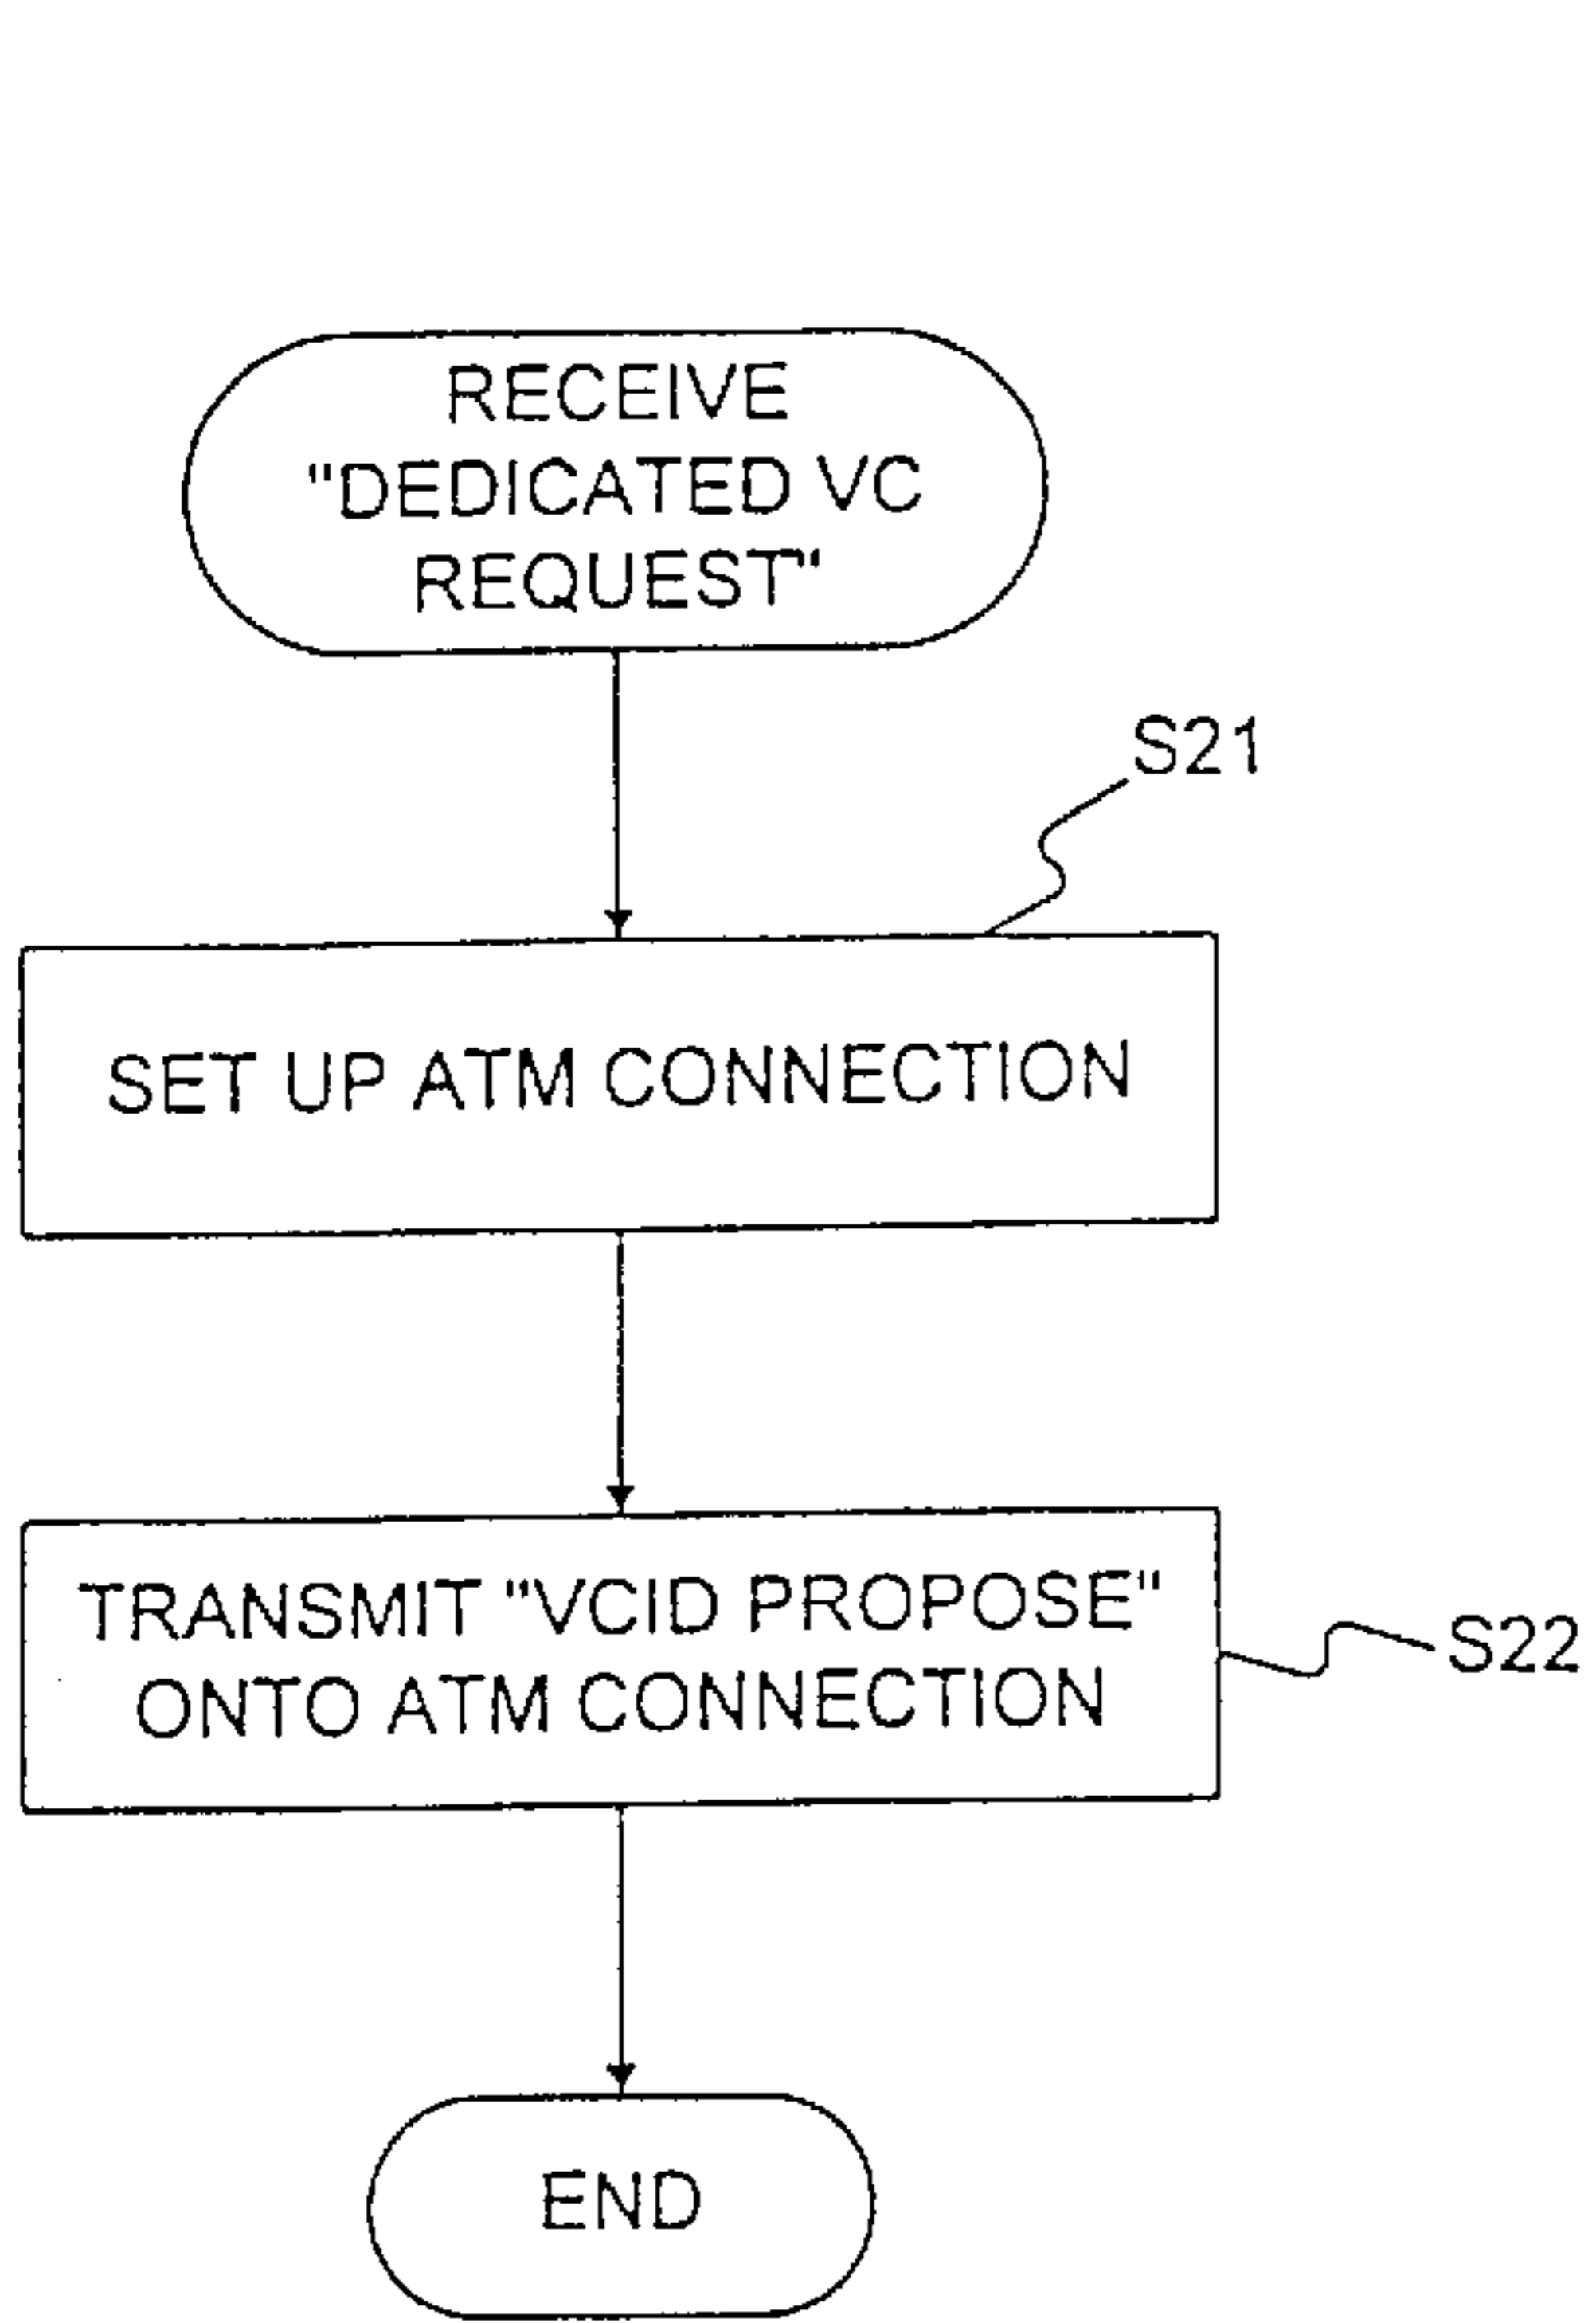 RECEIVE
"DEDICATED VC
REQUEST"
S21
SET UP ATM CONNECTION
TRANSMIT "VCID PROPOSE"
ONTO ATM CONNECTION
S22
END